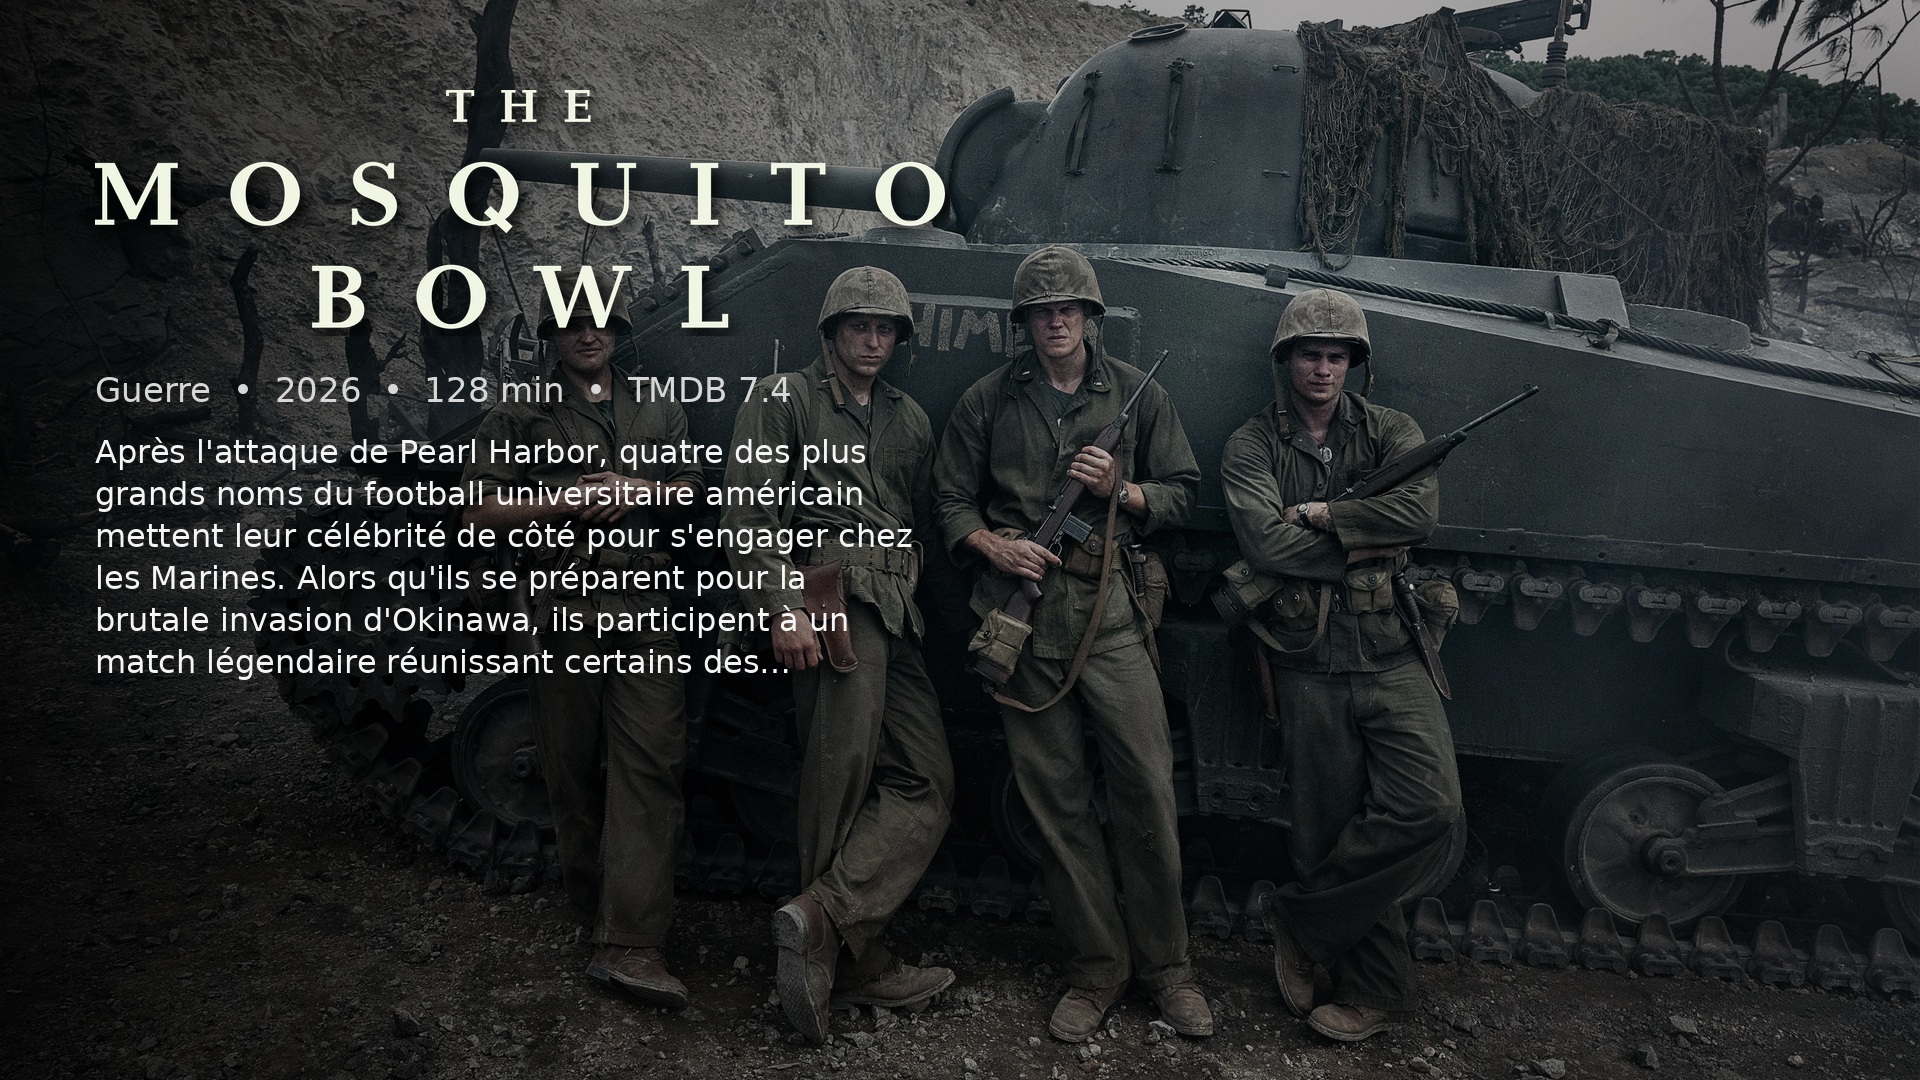 THE
MOSQUITO
BOWL
Guerre • 2026 • 128 min • TMDB 7.4
Après l'attaque de Pearl Harbor, quatre des plus
grands noms du football universitaire américain
mettent leur célébrité de côté pour s'engager chez
les Marines. Alors qu'ils se préparent pour la
brutale invasion d'Okinawa, ils participent à un
match légendaire réunissant certains des...